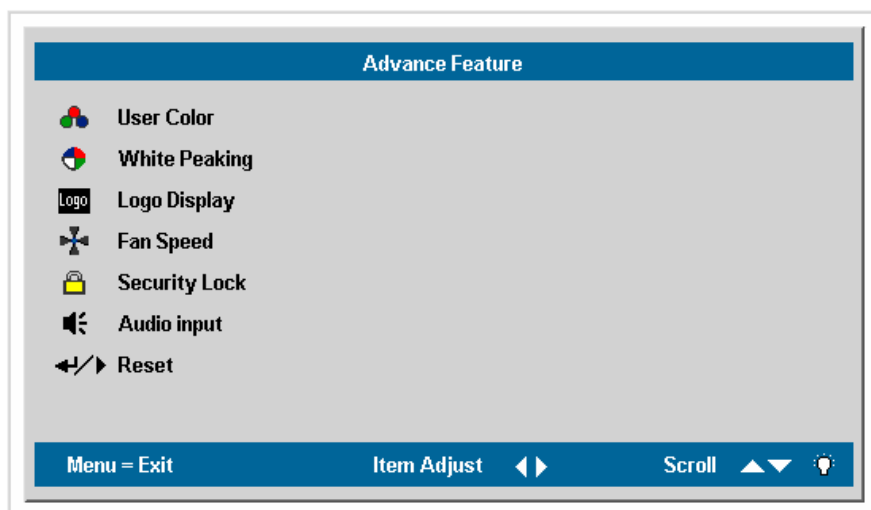 Advance Feature
User Color
White Peaking
Logo Logo Display
Fan Speed
Security Lock
Audio input
Reset
Menu = Exit Item Adjust Scroll